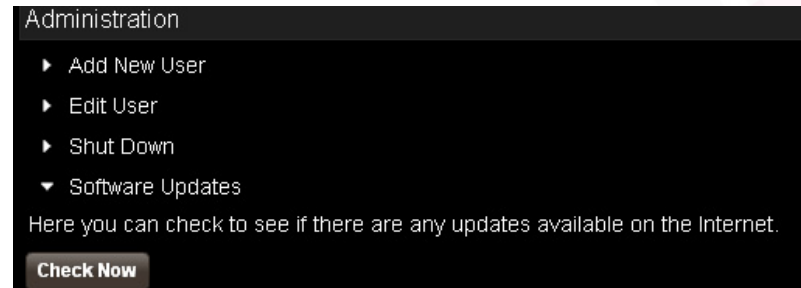 Administration
Add New User
Edit User
Shut Down
Software Updates
Here you can check to see if there are any updates available on the Internet.
Check Now